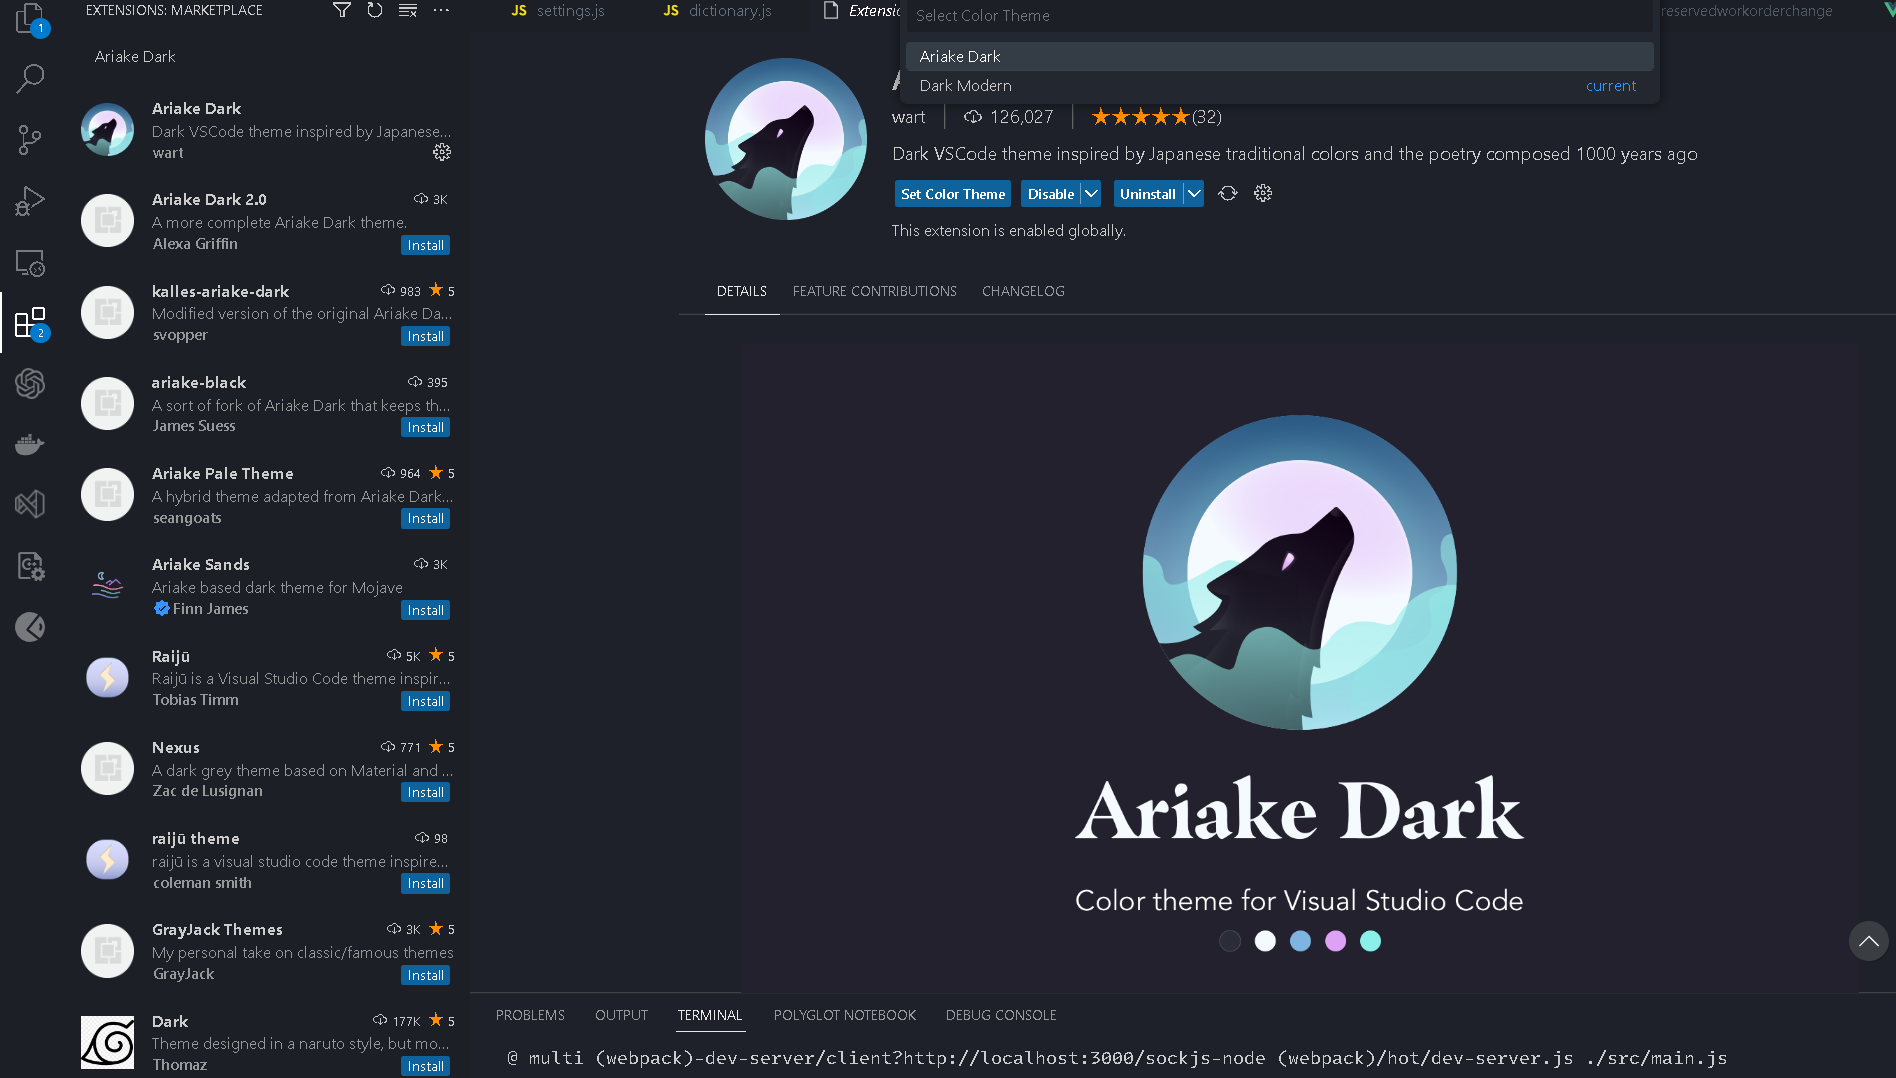 EXTENSIONS: MARKETPLACE
1
Ariake Dark
Ariake Dark
Dark VSCode theme inspired by Japanese...
wart
Ariake Dark 2.0 3K
A more complete Ariake Dark theme.
Alexa Griffin Install
kalles-ariake-dark 983 5
Modified version of the original Ariake Da...
svopper Install
2
ariake-black 395
A sort of fork of Ariake Dark that keeps th...
James Suess Install
Ariake Pale Theme 964 5
A hybrid theme adapted from Ariake Dark...
seangoats Install
Ariake Sands 3K
Ariake based dark theme for Mojave
Finn James Install
Raijū 5K 5
Raijū is a Visual Studio Code theme inspir...
Tobias Timm Install
Nexus 771 5
A dark grey theme based on Material and ...
Zac de Lusignan Install
raijū theme 98
raijū is a visual studio code theme inspire...
coleman smith Install
GrayJack Themes 3K 5
My personal take on classic/famous themes
GrayJack Install
Dark 177K 5
Theme designed in a naruto style, but mo...
Thomaz Install
JS settings.js JS dictionary.js Extensio reservedworkorderchange
Select Color Theme
Ariake Dark
Dark Modern current
wart 126,027 ★★★★★(32)
Dark VSCode theme inspired by Japanese traditional colors and the poetry composed 1000 years ago
Set Color Theme Disable Uninstall
This extension is enabled globally.
DETAILS FEATURE CONTRIBUTIONS CHANGELOG
Ariake Dark
Color theme for Visual Studio Code
PROBLEMS OUTPUT TERMINAL POLYGLOT NOTEBOOK DEBUG CONSOLE
@ multi (webpack)-dev-server/client?http://localhost:3000/sockjs-node (webpack)/hot/dev-server.js ./src/main.js